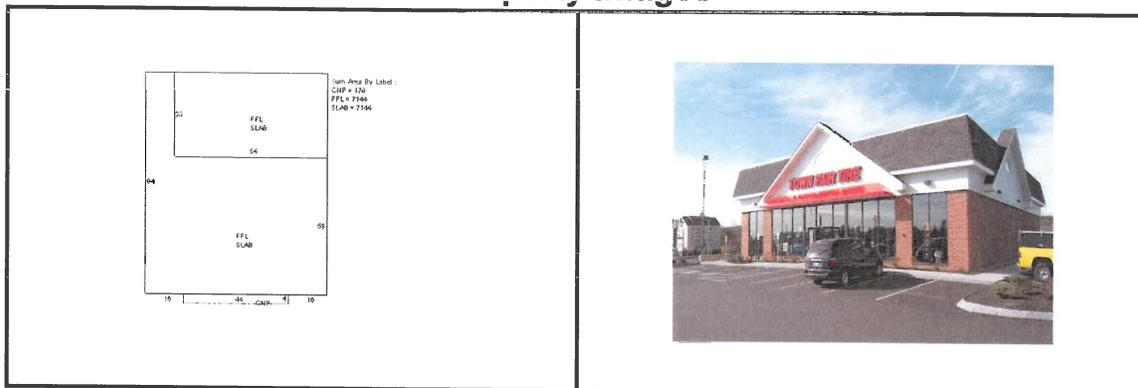 Sum Area By Label :
CNP = 176
FFL = 7144
SLAB = 7144
FFL
SLAB
64
94
FFL
SLAB
16
44
4
16
CNP
TOWN FAIR TIRE